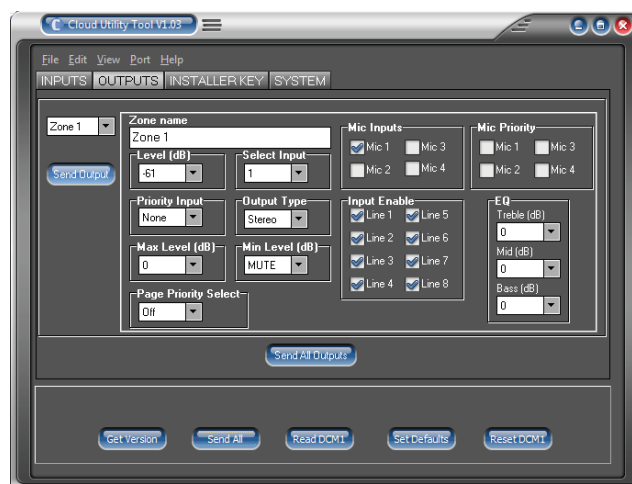 C Cloud Utility Tool V1.03
File Edit View Port Help
INPUTS OUTPUTS INSTALLER KEY SYSTEM
Zone 1
Send Output
Zone name
Zone 1
Level (dB) Select Input
-61 1
Priority Input Output Type
None Stereo
Max Level (dB) Min Level (dB)
0 MUTE
Page Priority Select
Off
Mic Inputs
Mic 1 Mic 3
Mic 2 Mic 4
Mic Priority
Mic 1 Mic 3
Mic 2 Mic 4
Input Enable
Line 1 Line 5
Line 2 Line 6
Line 3 Line 7
Line 4 Line 8
EQ
Treble (dB)
0
Mid (dB)
0
Bass (dB)
0
Send All Outputs
Get Version Send All Read DCM1 Set Defaults Reset DCM1